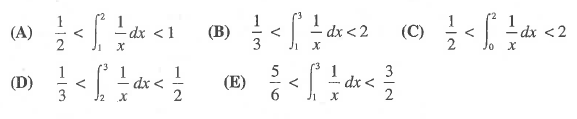 (A) 1/2 < ∫₁² 1/x dx < 1 (B) 1/3 < ∫₁³ 1/x dx < 2 (C) 1/2 < ∫₀² 1/x dx < 2
(D) 1/3 < ∫₂³ 1/x dx < 1/2 (E) 5/6 < ∫₁³ 1/x dx < 3/2